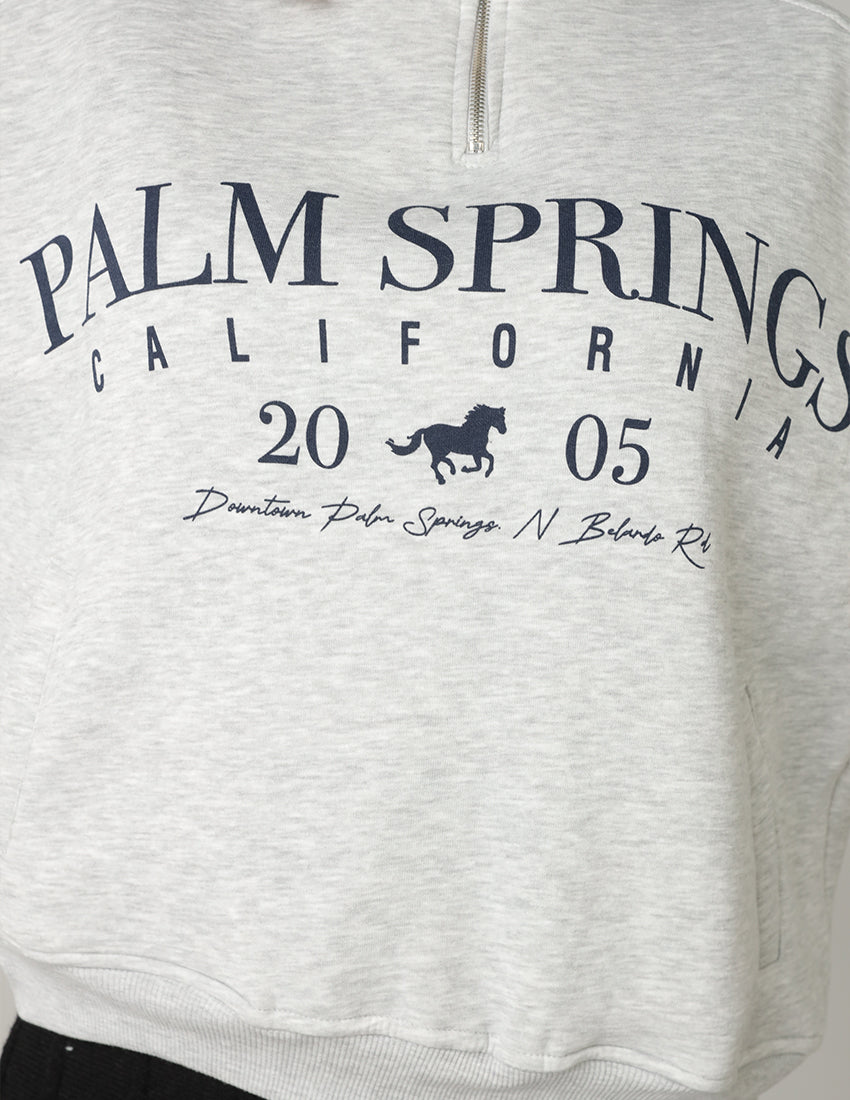 PALM SPRINGS
CALIFORNIA
20 05
Downtown Palm Springs. N Belardo Rd